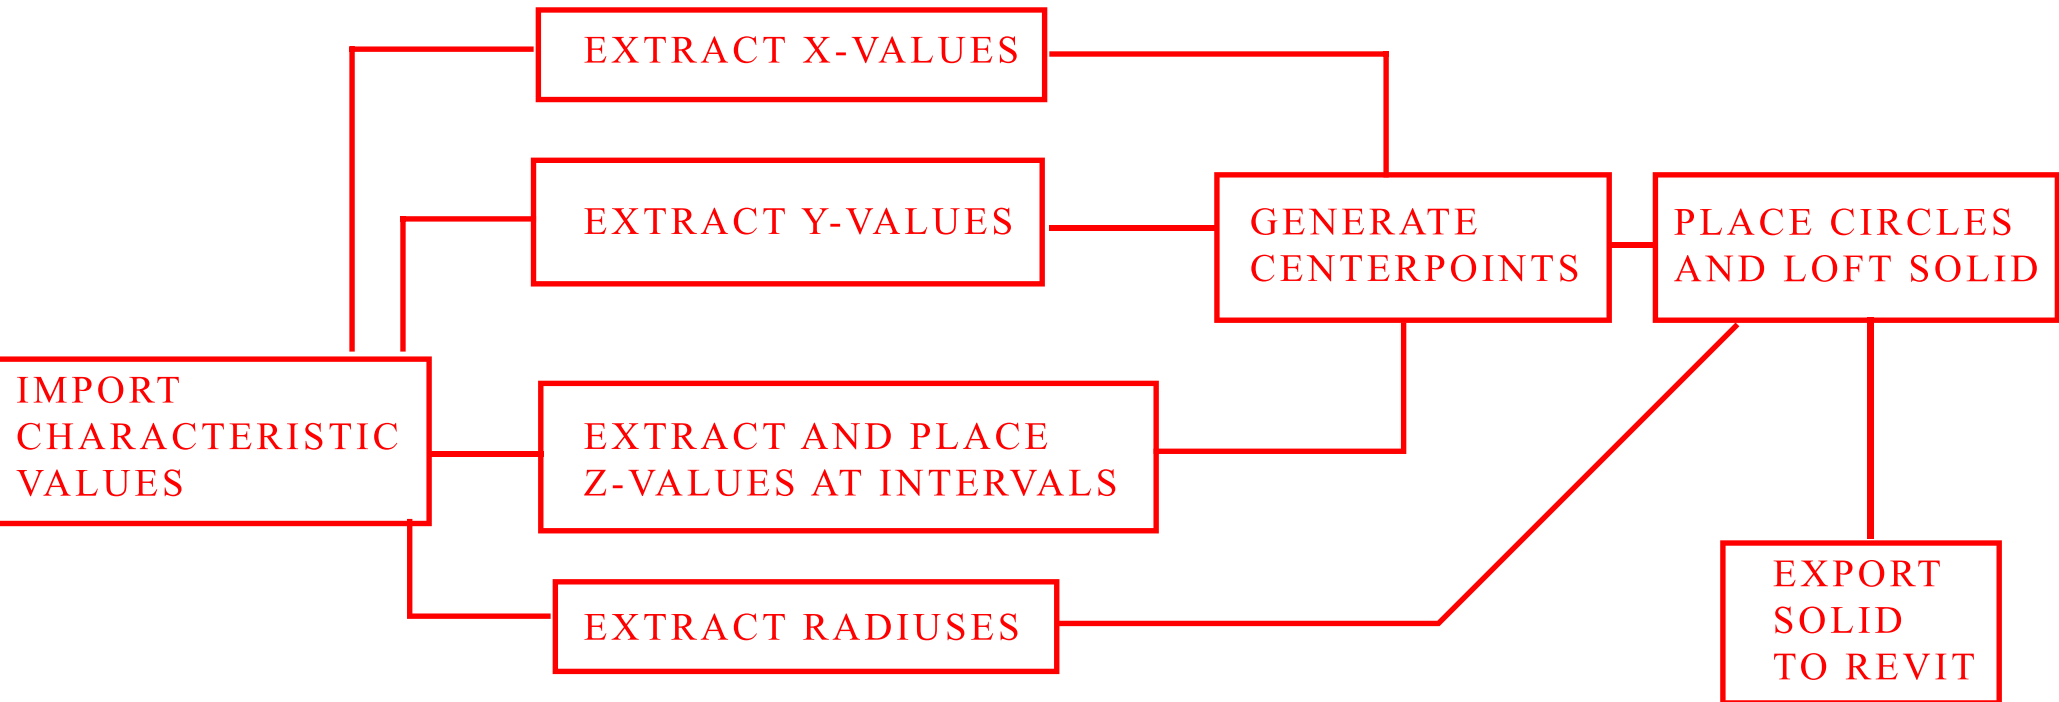 EXTRACT X-VALUES
EXTRACT Y-VALUES
GENERATE
CENTERPOINTS
PLACE CIRCLES
AND LOFT SOLID
IMPORT
CHARACTERISTIC
VALUES
EXTRACT AND PLACE
Z-VALUES AT INTERVALS
EXTRACT RADIUSES
EXPORT
SOLID
TO REVIT